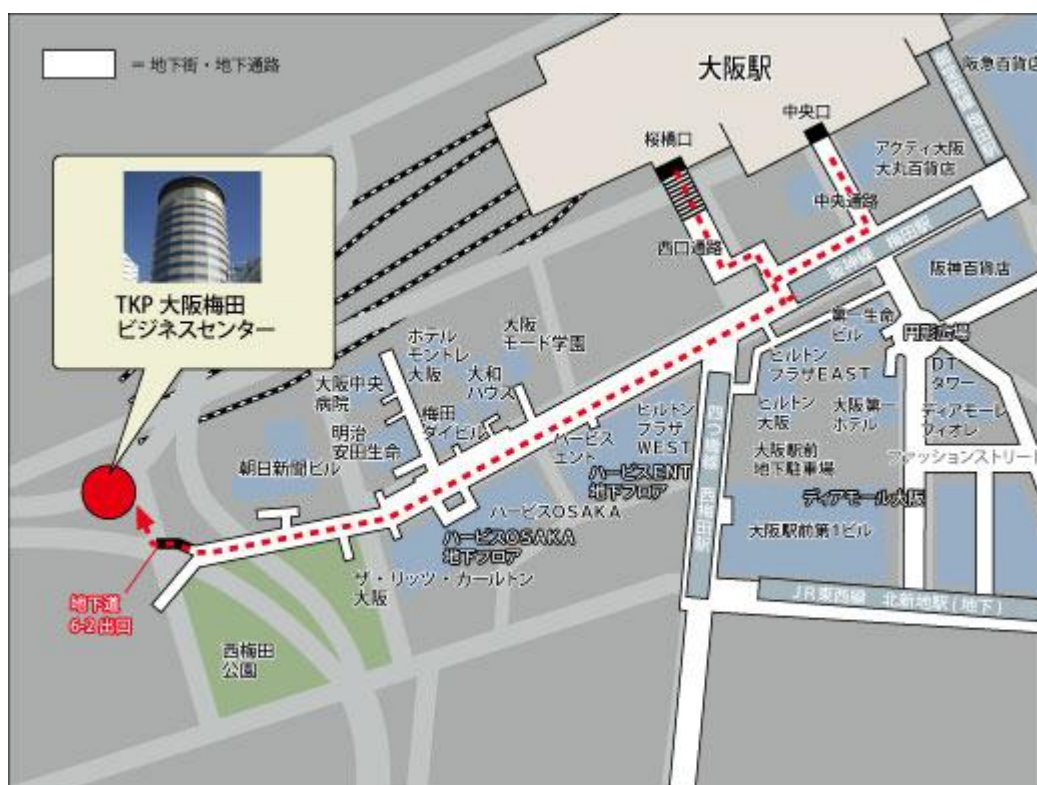 = 地下街・地下通路
大阪駅
中央口
桜橋口
阪急百貨店
アクティ大阪
大丸百貨店
中央通路
西口通路
阪神線 梅田駅
阪神百貨店
TKP 大阪梅田
ビジネスセンター
第一生命
ビル
円形広場
ヒルトン
プラザEAST
DT
タワー
大阪
モード学園
ホテル
モントレ
大阪
大和
ハウス
大阪中央
病院
梅田
ダイビル
明治
安田生命
朝日新聞ビル
ヒルトン
プラザ
WEST
ヒルトン
大阪
大阪第一
ホテル
ディアモーレ
フィオレ
ハービス
エント
ハービスENT
地下フロア
四つ橋線 西梅田駅
大阪駅前
地下駐車場
ファッションストリート
ディアモール大阪
大阪駅前第1ビル
ハービスOSAKA
ハービスOSAKA
地下フロア
ザ・リッツ・カールトン
大阪
地下道
6-2出口
西梅田
公園
JR東西線 北新地駅(地下)